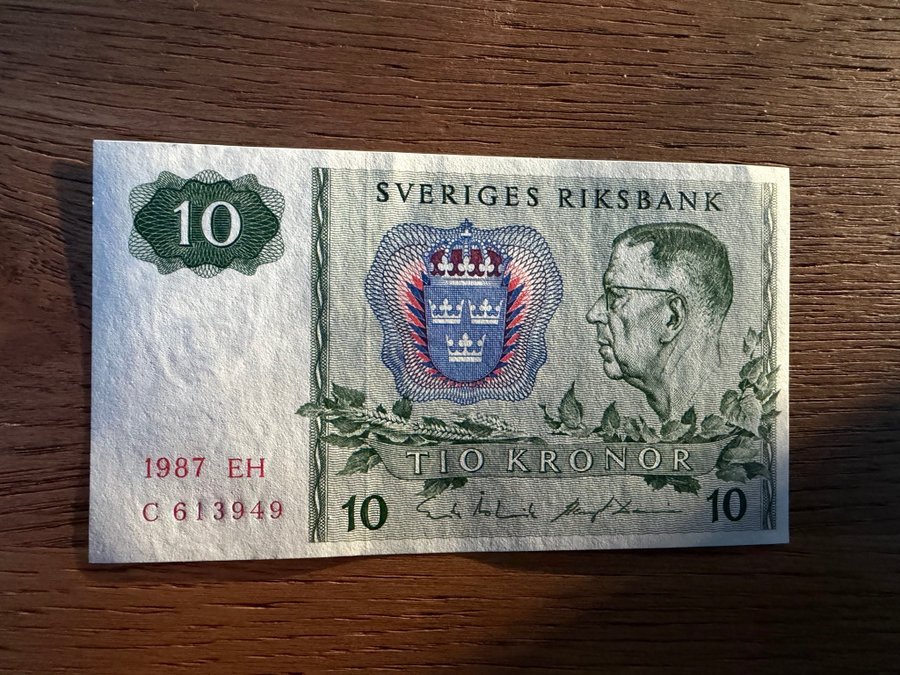 10
SVERIGES RIKSBANK
TIO KRONOR
1987 EH
C 613949
10
10